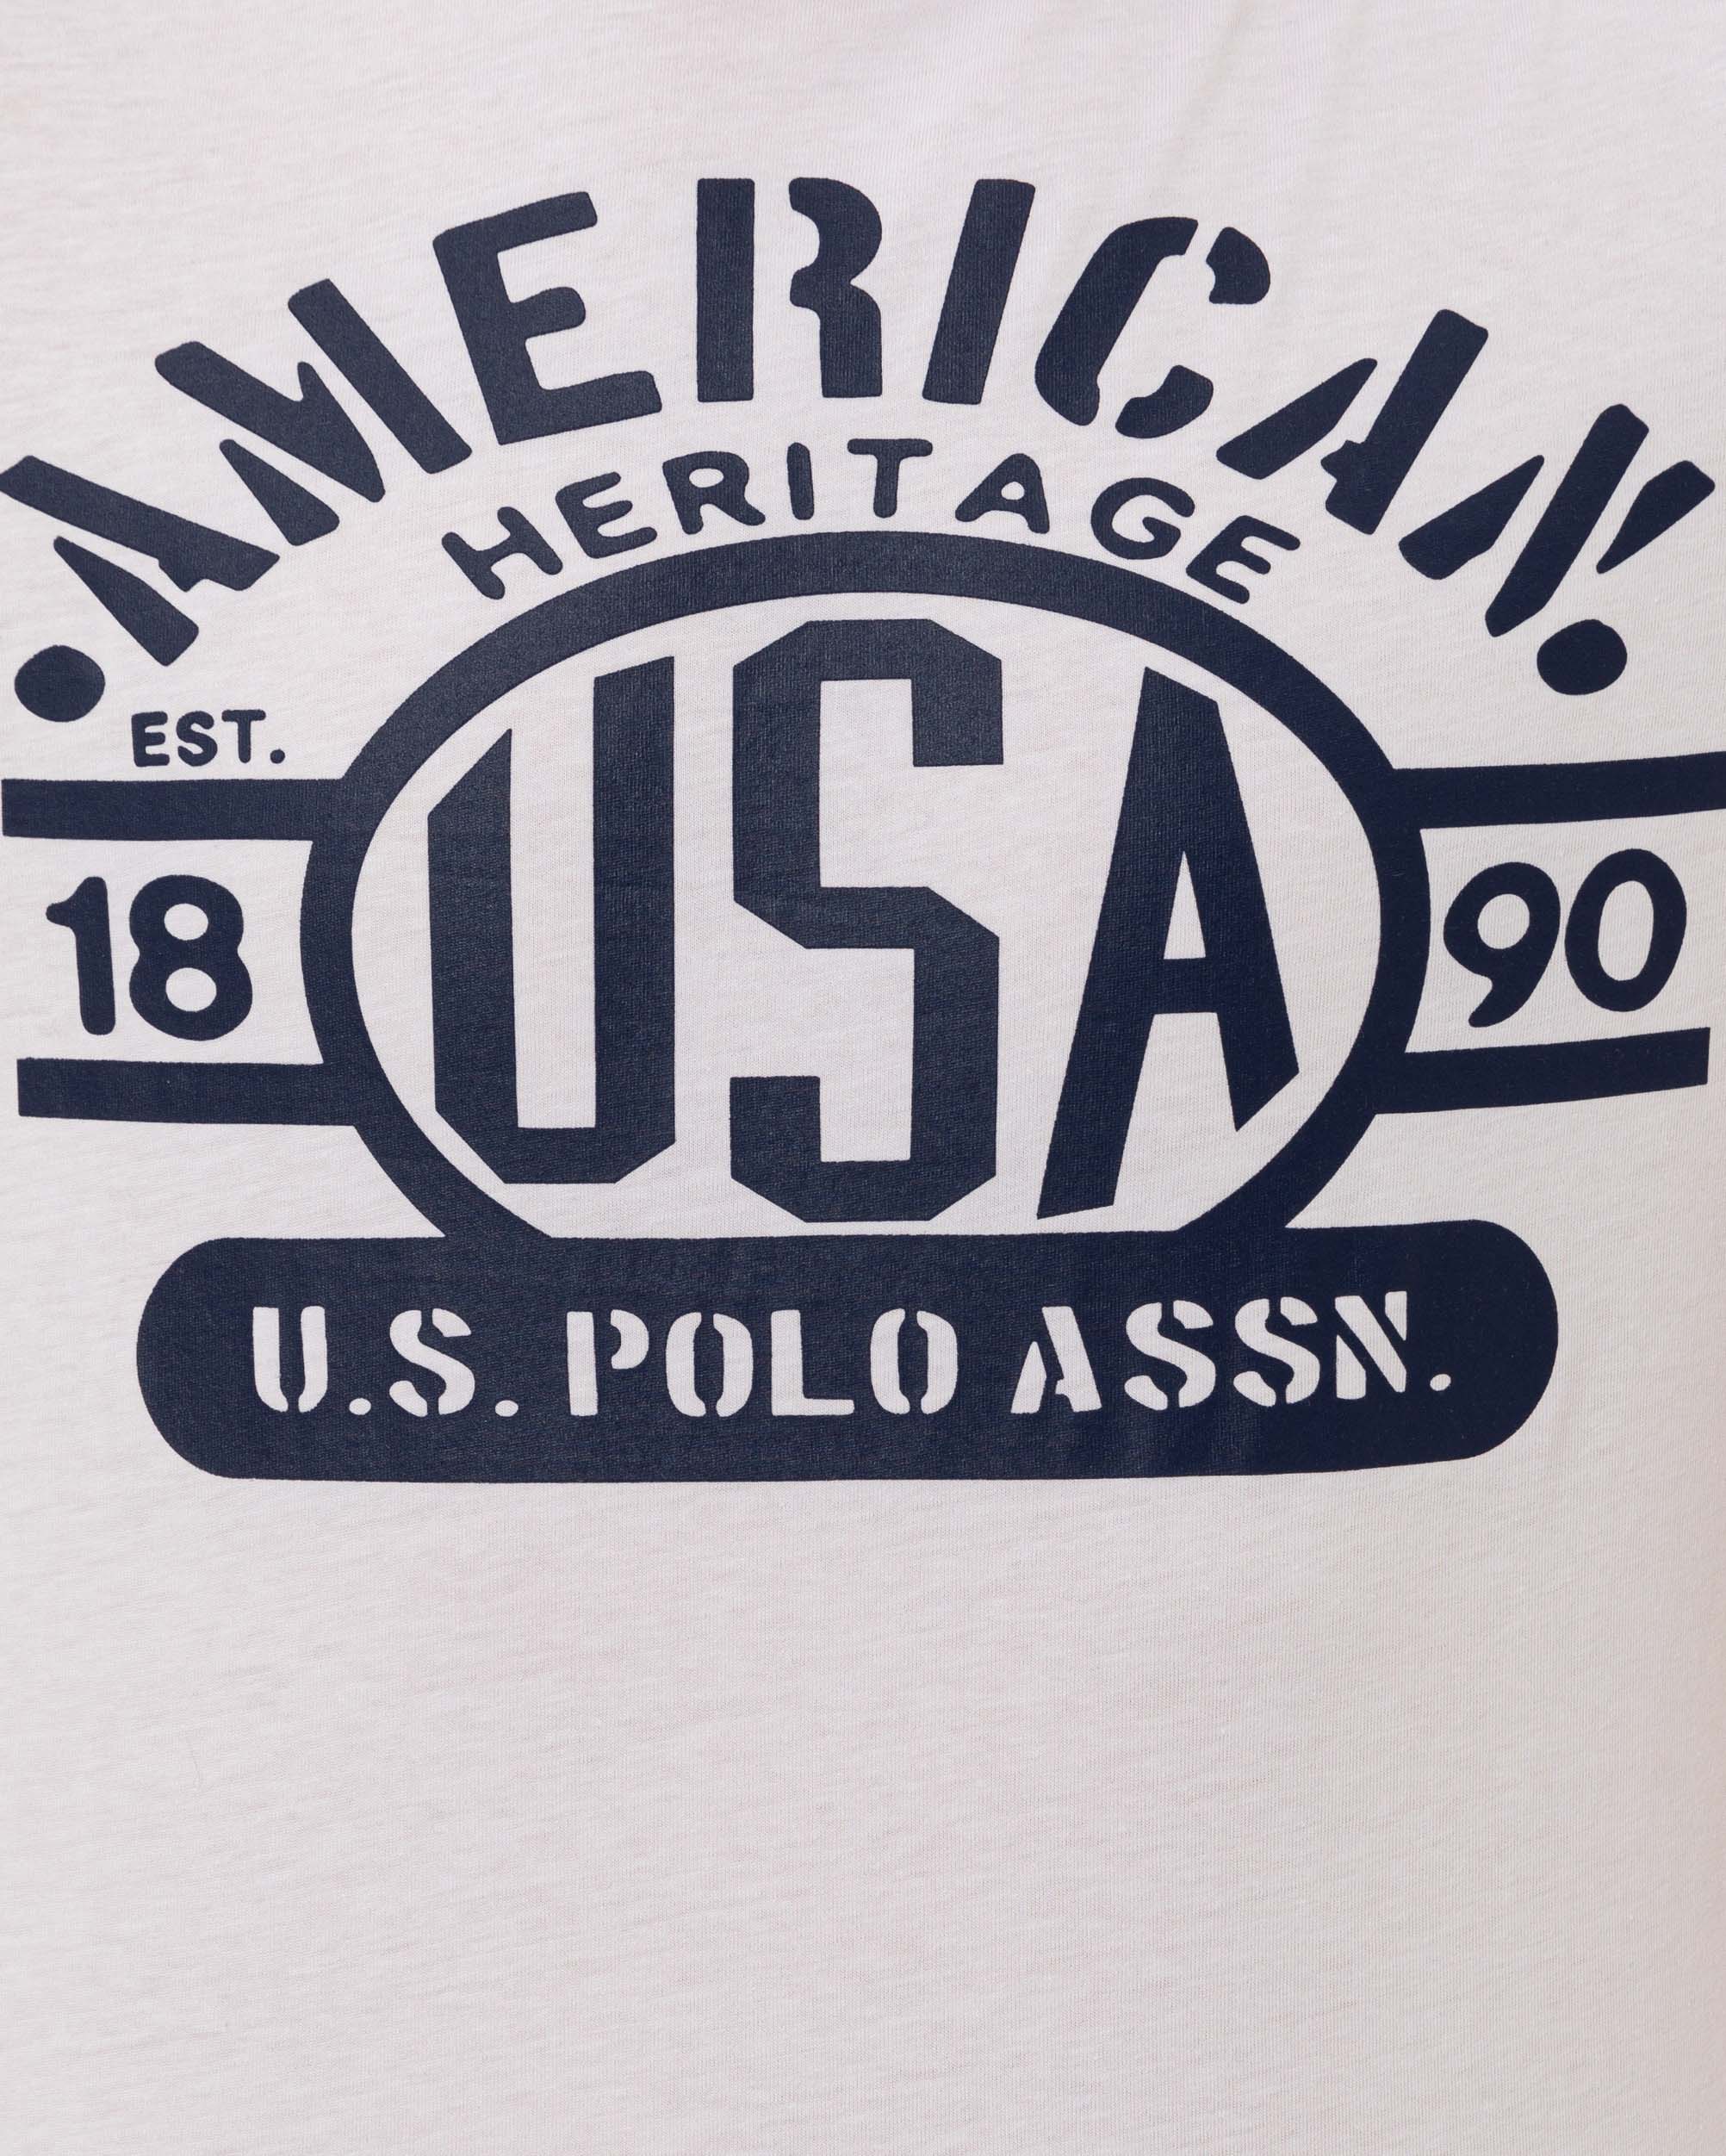 AMERICAN
HERITAGE
EST.
18 USA 90
U.S. POLO ASSN.